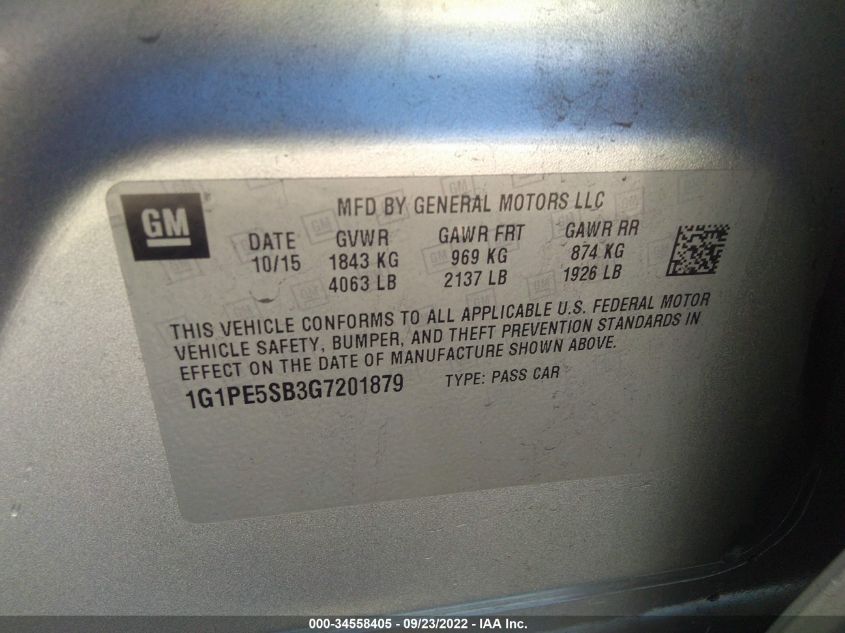 GM
MFD BY GENERAL MOTORS LLC
DATE GVWR GAWR FRT GAWR RR
10/15 1843 KG 969 KG 874 KG
4063 LB 2137 LB 1926 LB
THIS VEHICLE CONFORMS TO ALL APPLICABLE U.S. FEDERAL MOTOR
VEHICLE SAFETY, BUMPER, AND THEFT PREVENTION STANDARDS IN
EFFECT ON THE DATE OF MANUFACTURE SHOWN ABOVE.
1G1PE5SB3G7201879 TYPE: PASS CAR
000-34558405 - 09/23/2022 - IAA Inc.